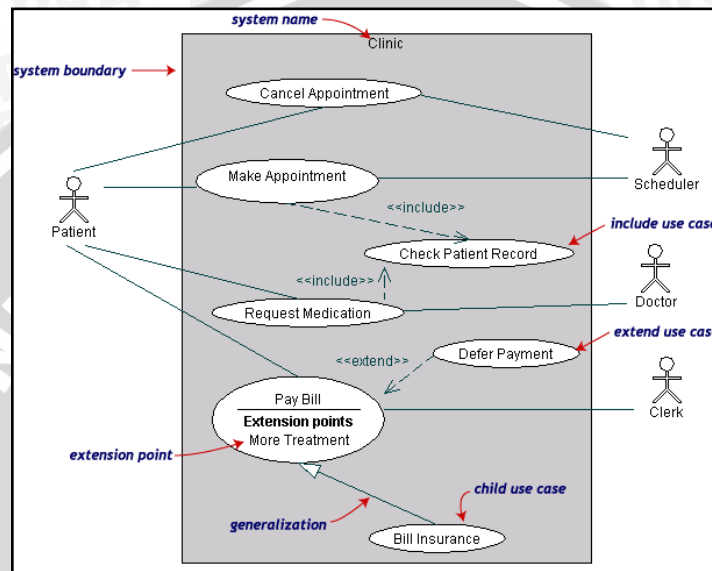 system name
Clinic
system boundary
Cancel Appointment
Scheduler
Make Appointment
Patient
<<include>>
include use case
Check Patient Record
<<include>>
Doctor
Request Medication
extend use case
<<extend>>
Defer Payment
Pay Bill
Clerk
Extension points
More Treatment
extension point
child use case
generalization
Bill Insurance